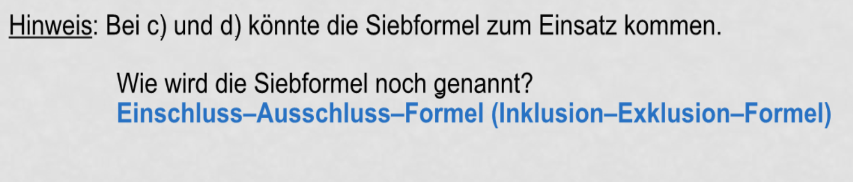 Hinweis: Bei c) und d) könnte die Siebformel zum Einsatz kommen.
Wie wird die Siebformel noch genannt?
Einschluss–Ausschluss–Formel (Inklusion–Exklusion–Formel)